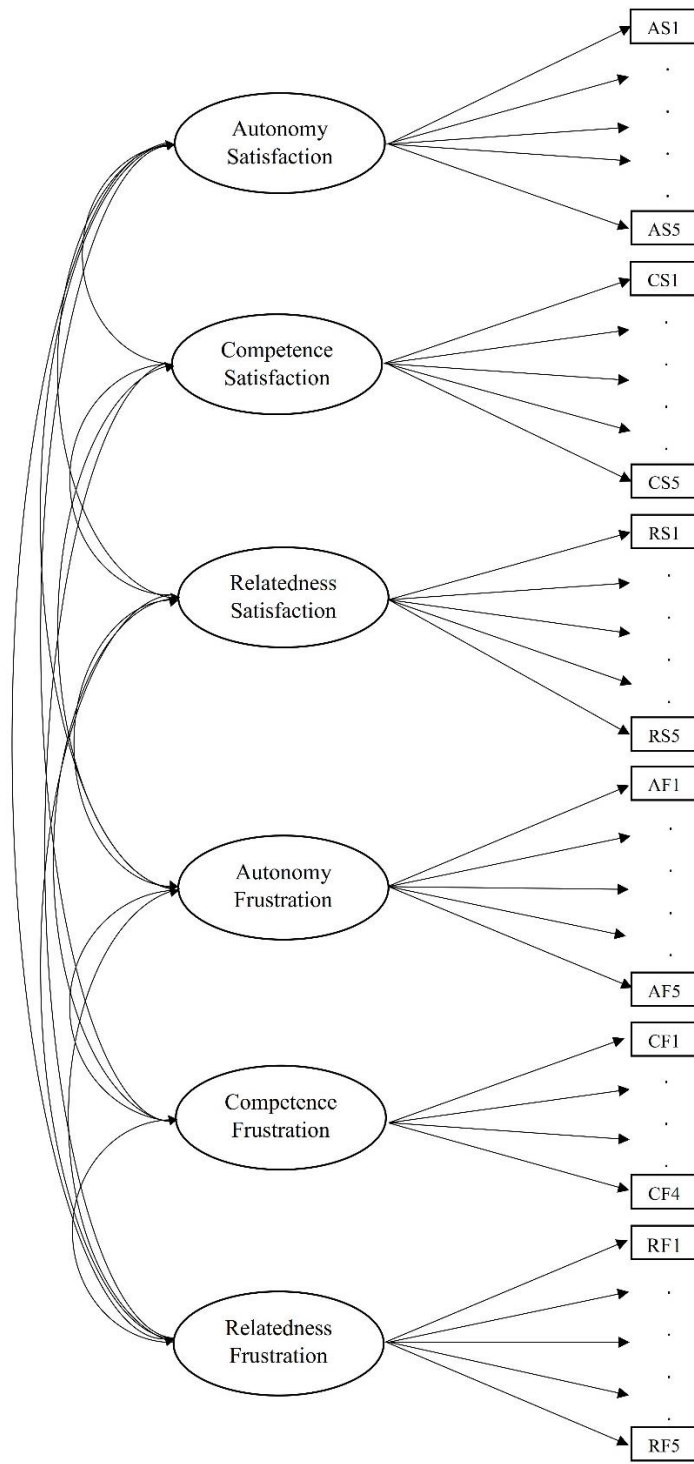 AS1
Autonomy
Satisfaction
AS5
CS1
Competence
Satisfaction
CS5
RS1
Relatedness
Satisfaction
RS5
AF1
Autonomy
Frustration
AF5
CF1
Competence
Frustration
CF4
RF1
Relatedness
Frustration
RF5